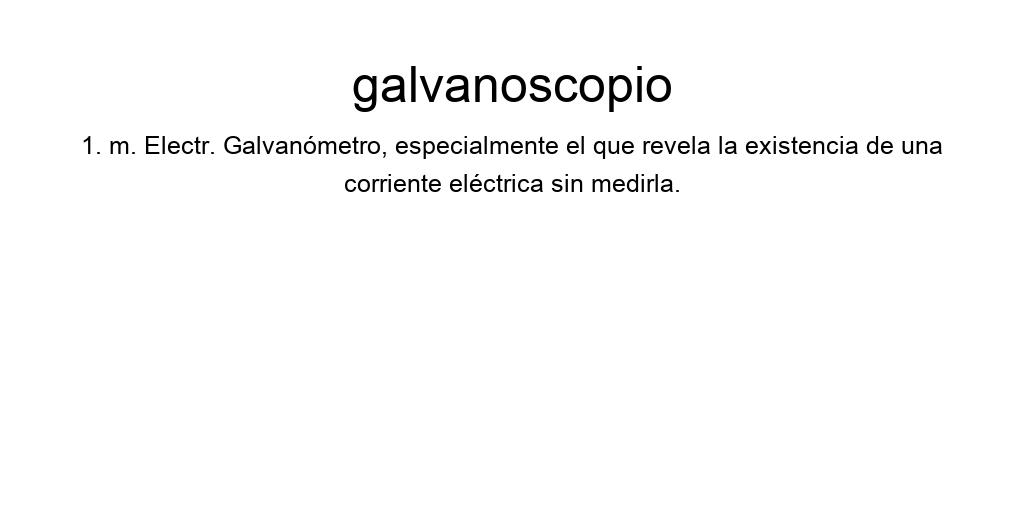 galvanoscopio
1. m. Electr. Galvanómetro, especialmente el que revela la existencia de una
corriente eléctrica sin medirla.